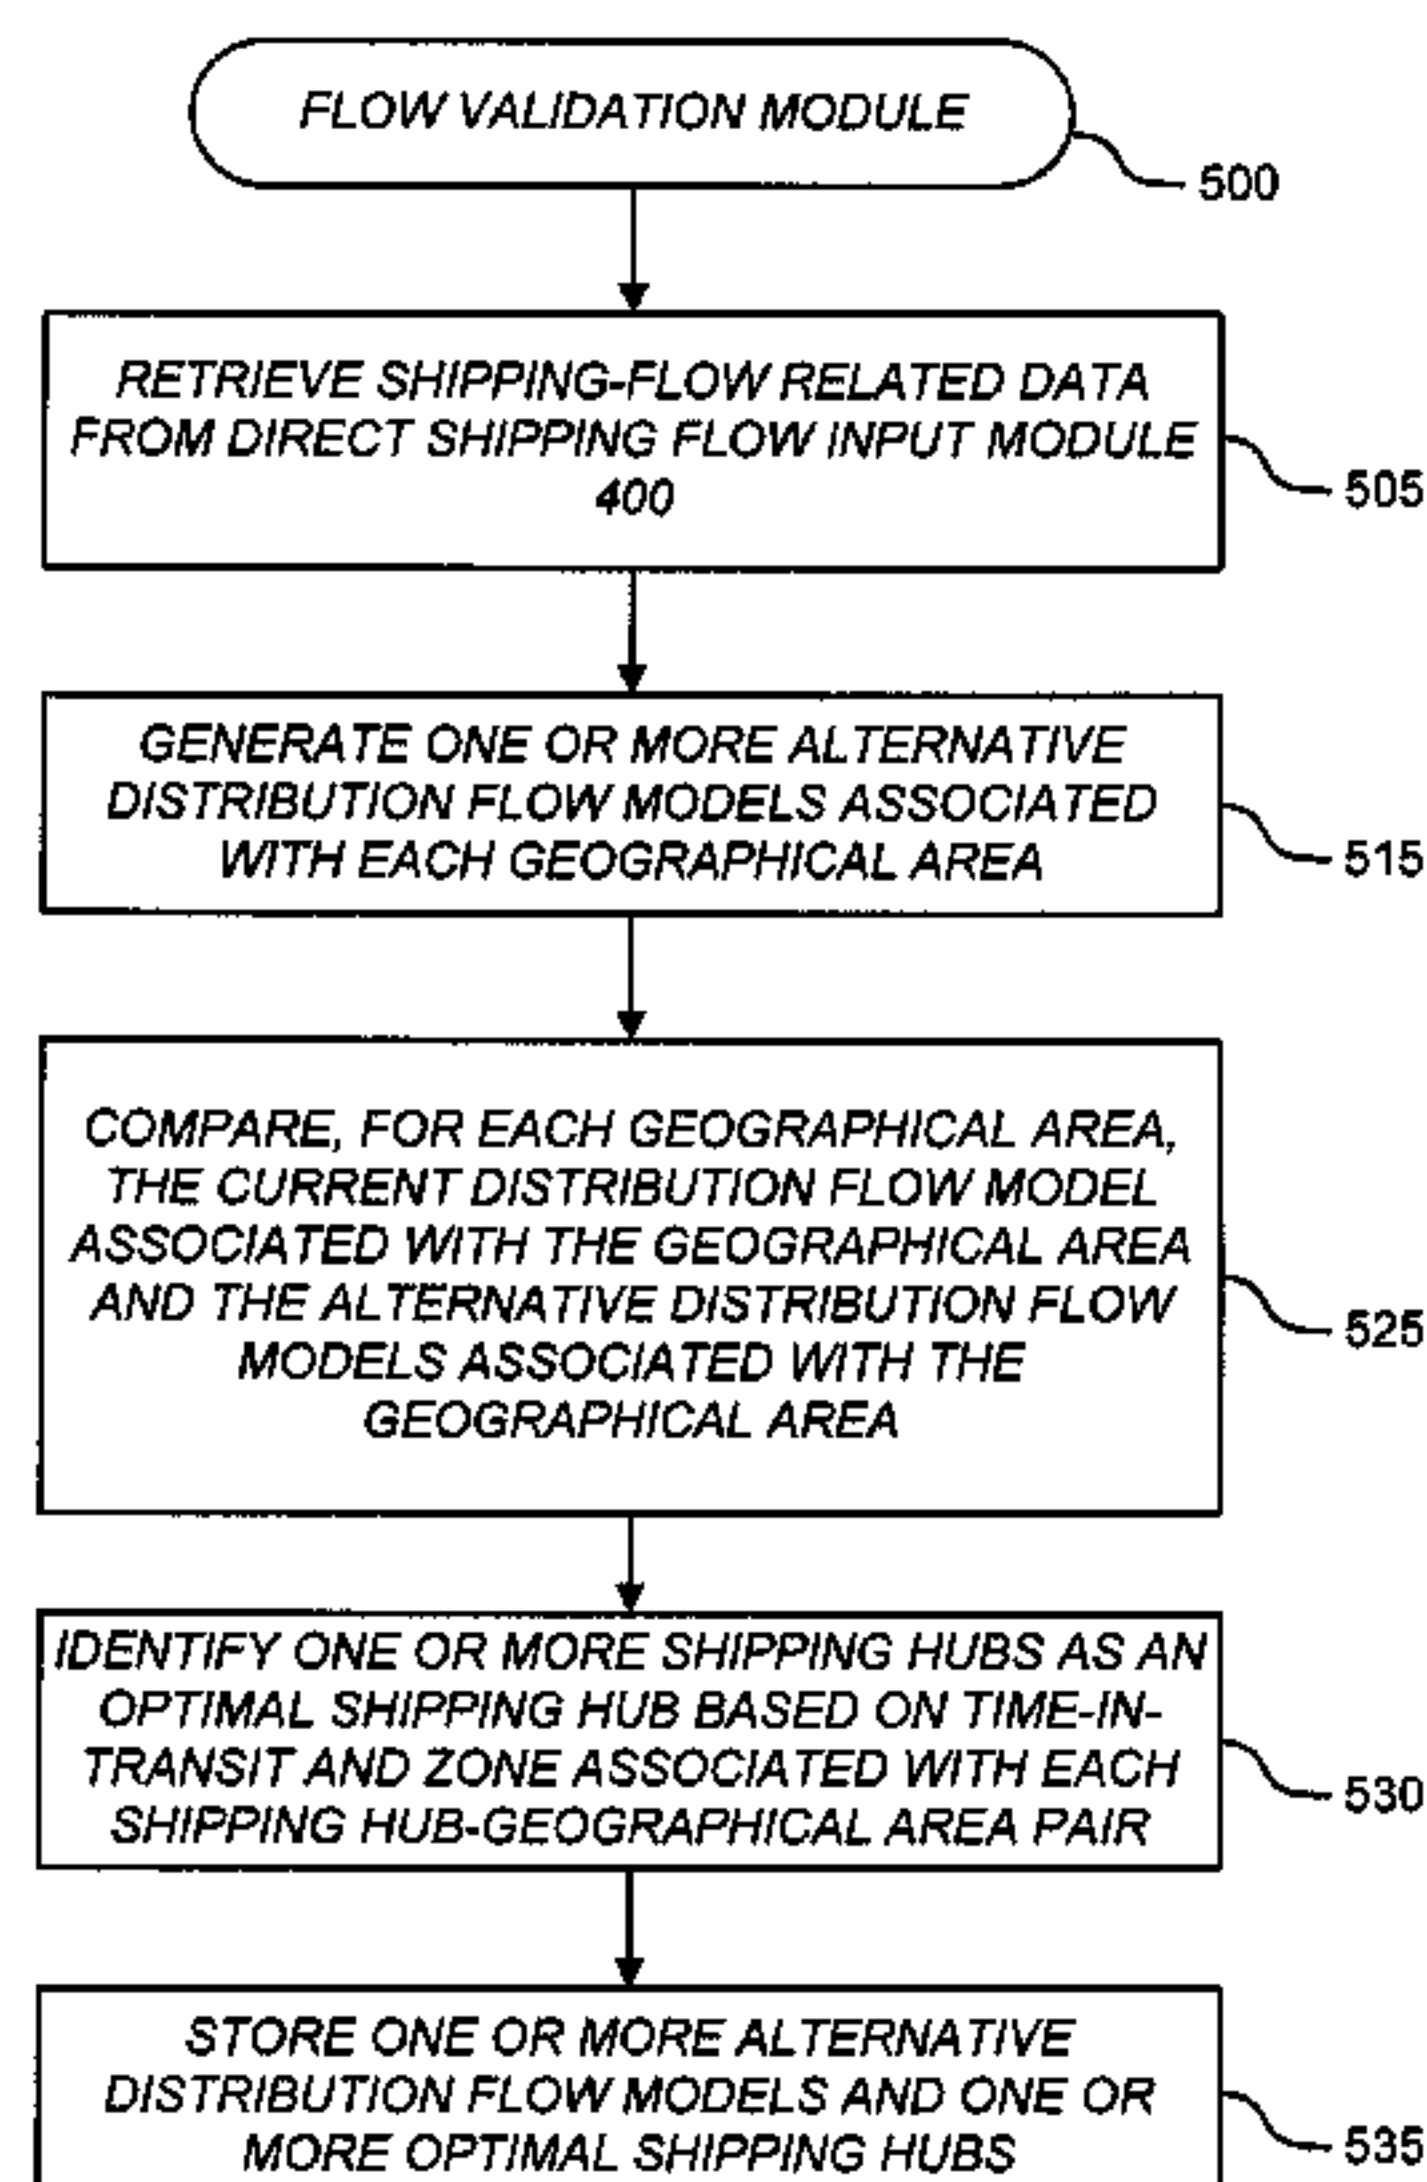 FLOW VALIDATION MODULE
500
RETRIEVE SHIPPING-FLOW RELATED DATA
FROM DIRECT SHIPPING FLOW INPUT MODULE
400
505
GENERATE ONE OR MORE ALTERNATIVE
DISTRIBUTION FLOW MODELS ASSOCIATED
WITH EACH GEOGRAPHICAL AREA
515
COMPARE, FOR EACH GEOGRAPHICAL AREA,
THE CURRENT DISTRIBUTION FLOW MODEL
ASSOCIATED WITH THE GEOGRAPHICAL AREA
AND THE ALTERNATIVE DISTRIBUTION FLOW
MODELS ASSOCIATED WITH THE
GEOGRAPHICAL AREA
525
IDENTIFY ONE OR MORE SHIPPING HUBS AS AN
OPTIMAL SHIPPING HUB BASED ON TIME-IN-
TRANSIT AND ZONE ASSOCIATED WITH EACH
SHIPPING HUB-GEOGRAPHICAL AREA PAIR
530
STORE ONE OR MORE ALTERNATIVE
DISTRIBUTION FLOW MODELS AND ONE OR
MORE OPTIMAL SHIPPING HUBS
535